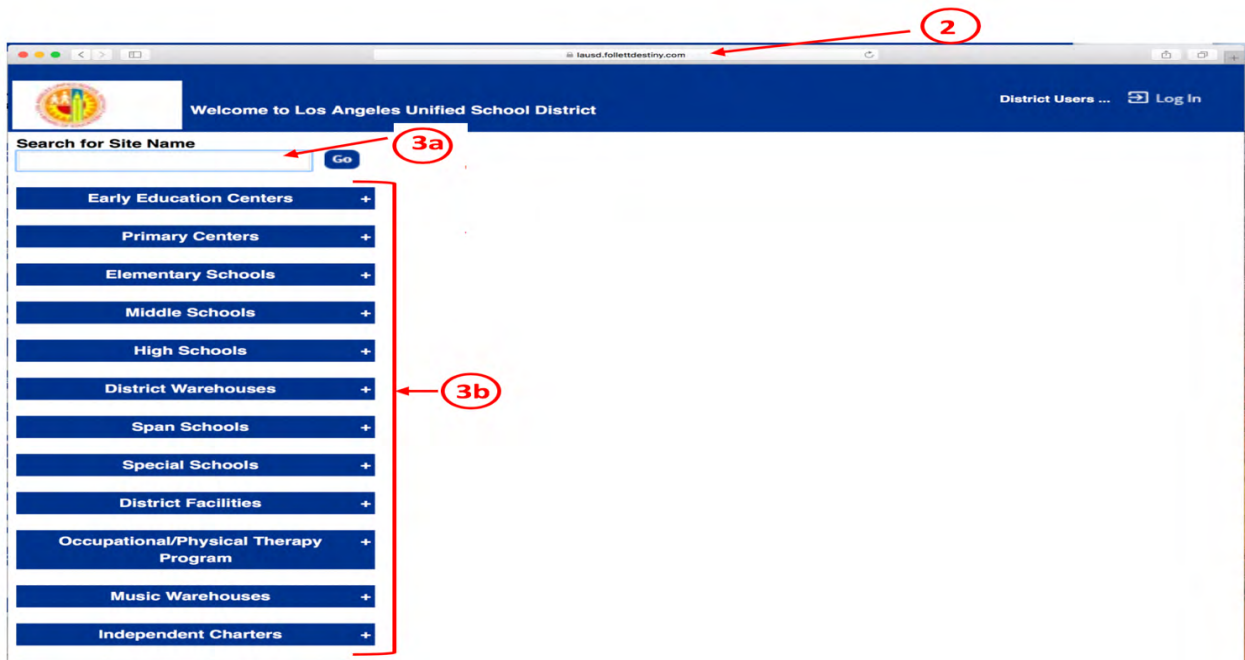 2
lausd.follettdestiny.com
Welcome to Los Angeles Unified School District
District Users ... Log In
Search for Site Name
3a
Go
Early Education Centers +
Primary Centers +
Elementary Schools +
Middle Schools +
High Schools +
District Warehouses +
3b
Span Schools +
Special Schools +
District Facilities +
Occupational/Physical Therapy +
Program
Music Warehouses +
Independent Charters +